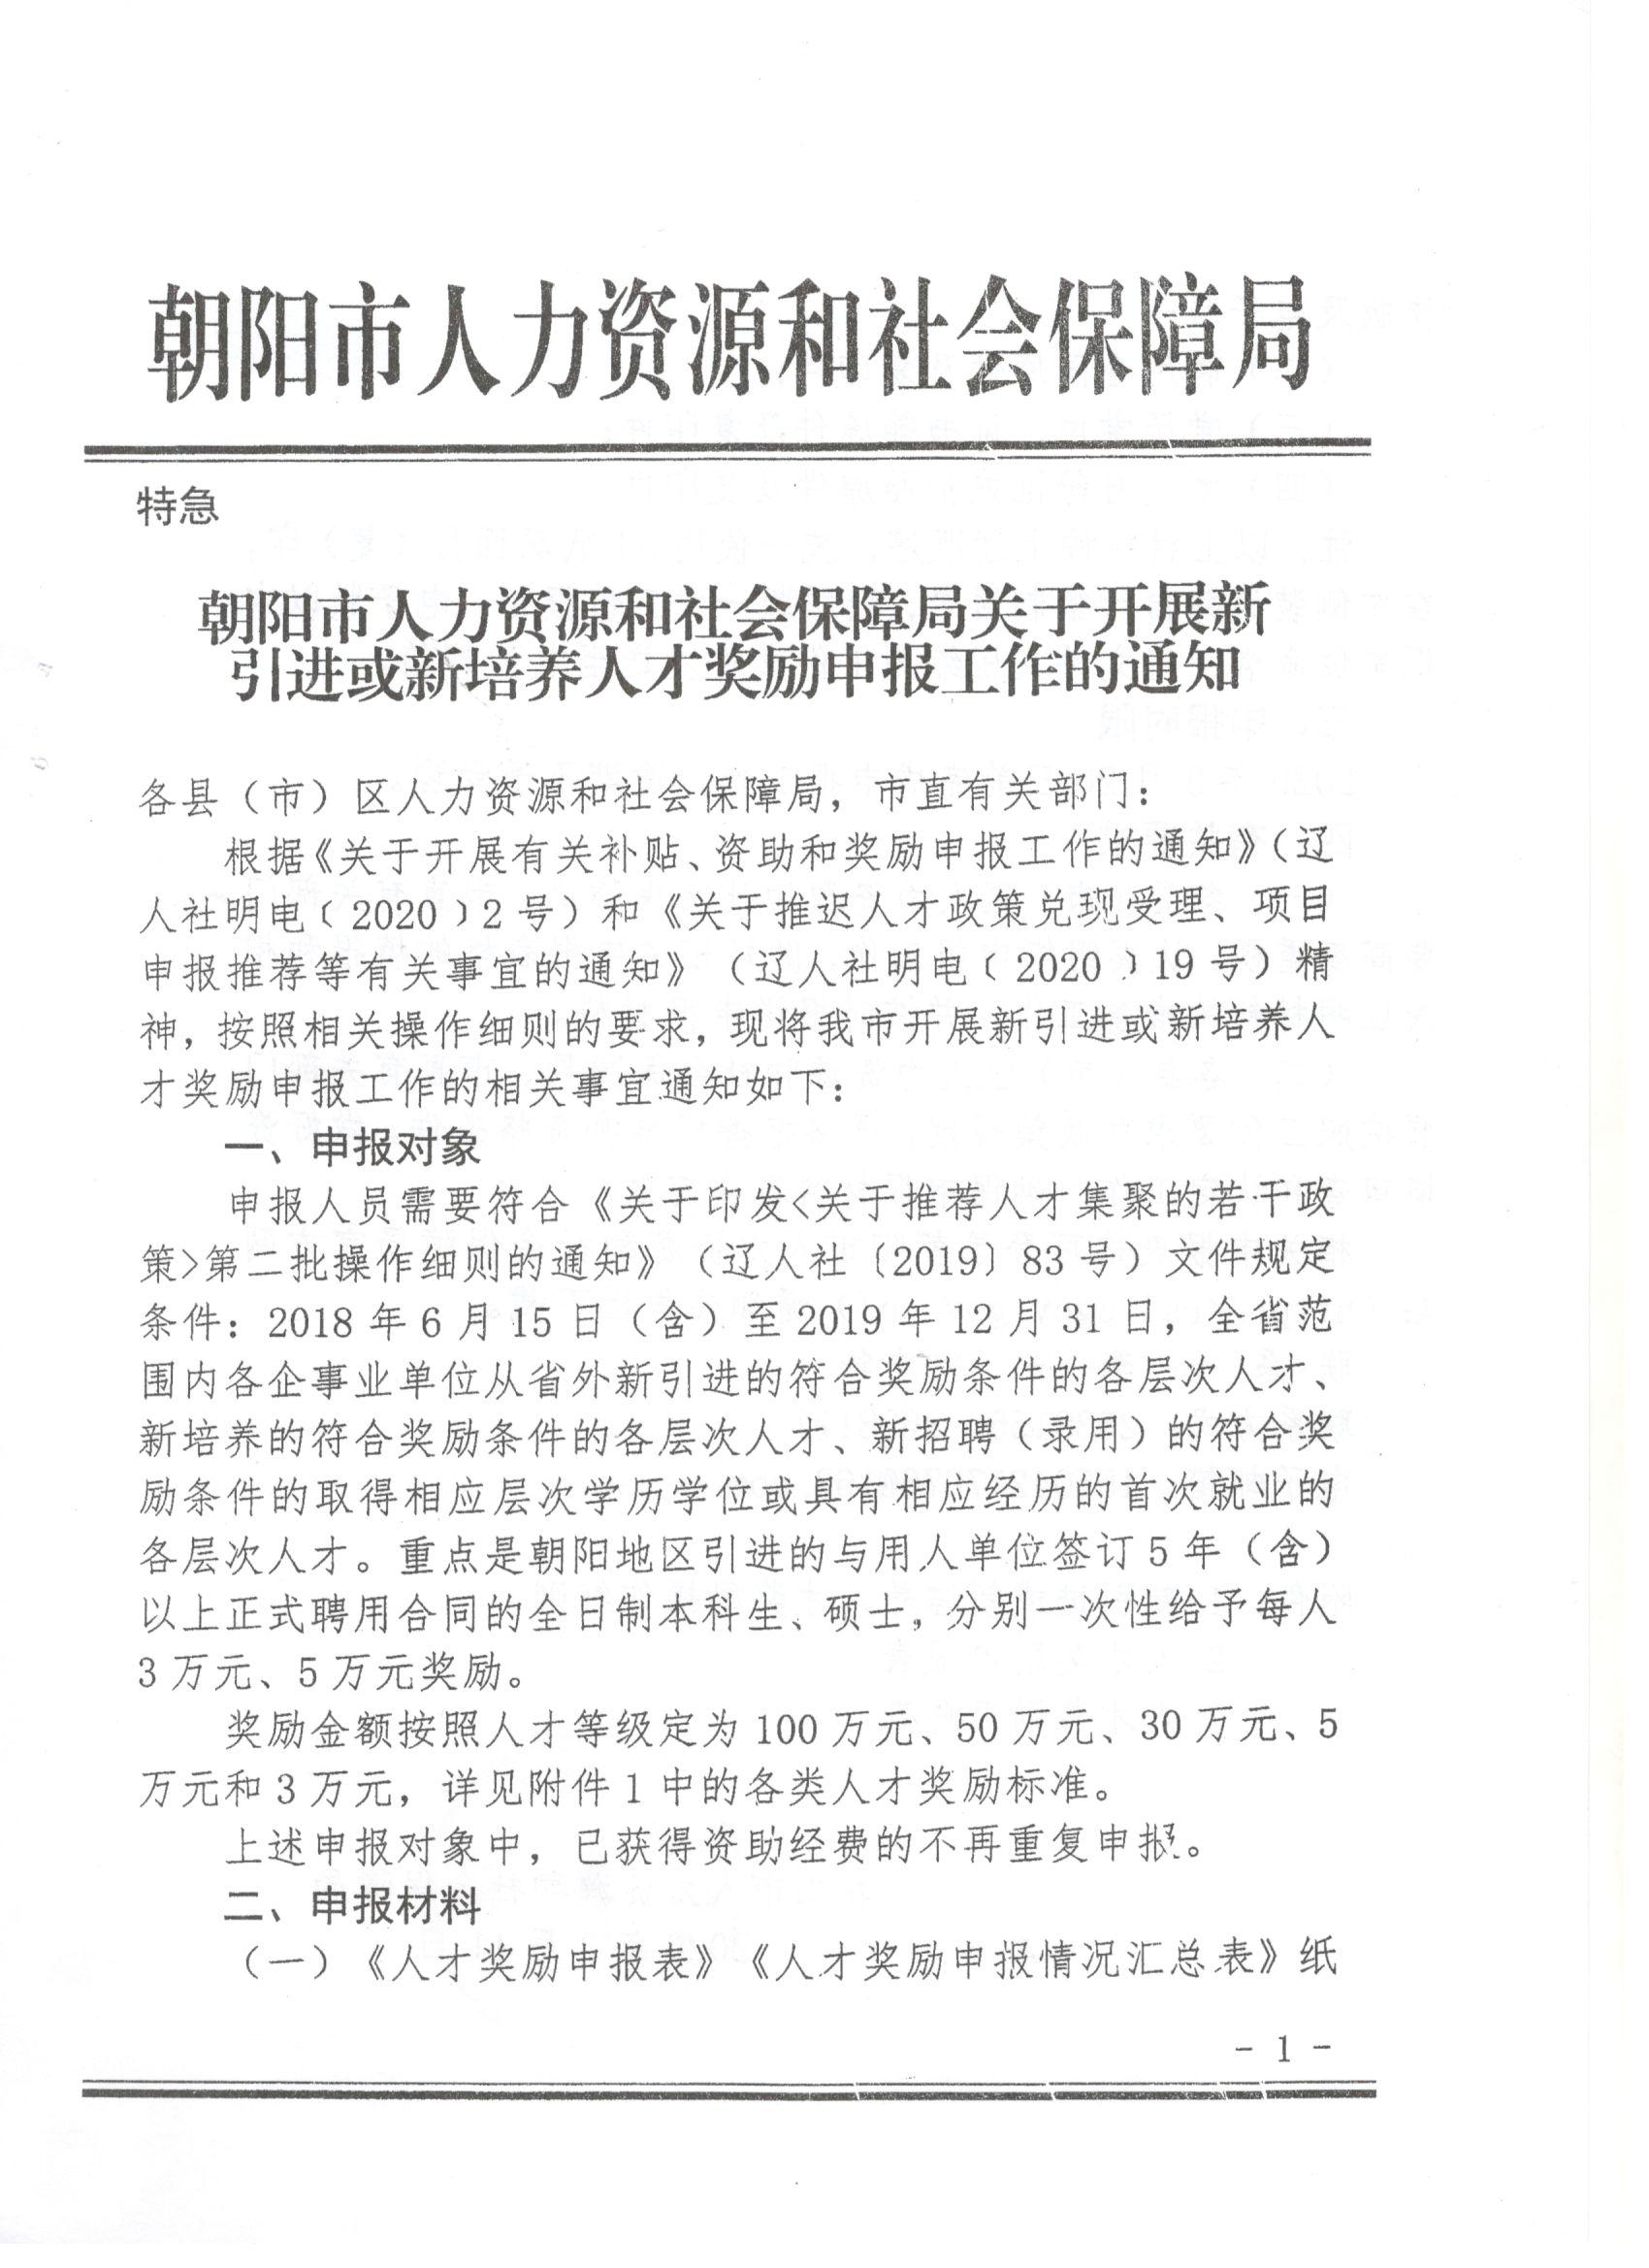 朝阳市人力资源和社会保障局
特急
朝阳市人力资源和社会保障局关于开展新
引进或新培养人才奖励申报工作的通知
各县（市）区人力资源和社会保障局，市直有关部门：
根据《关于开展有关补贴、资助和奖励申报工作的通知》（辽
人社明电﹝2020﹞2号）和《关于推迟人才政策兑现受理、项目
申报推荐等有关事宜的通知》（辽人社明电﹝2020﹞19号）精
神，按照相关操作细则的要求，现将我市开展新引进或新培养人
才奖励申报工作的相关事宜通知如下：
一、申报对象
申报人员需要符合《关于印发<关于推荐人才集聚的若干政
策>第二批操作细则的通知》（辽人社〔2019〕83号）文件规定
条件：2018年6月15日（含）至2019年12月31日，全省范
围内各企事业单位从省外新引进的符合奖励条件的各层次人才、
新培养的符合奖励条件的各层次人才、新招聘（录用）的符合奖
励条件的取得相应层次学历学位或具有相应经历的首次就业的
各层次人才。重点是朝阳地区引进的与用人单位签订5年（含）
以上正式聘用合同的全日制本科生、硕士，分别一次性给予每人
3万元、5万元奖励。
奖励金额按照人才等级定为100万元、50万元、30万元、5
万元和3万元，详见附件1中的各类人才奖励标准。
上述申报对象中，已获得资助经费的不再重复申报。
二、申报材料
（一）《人才奖励申报表》《人才奖励申报情况汇总表》纸
- 1 -